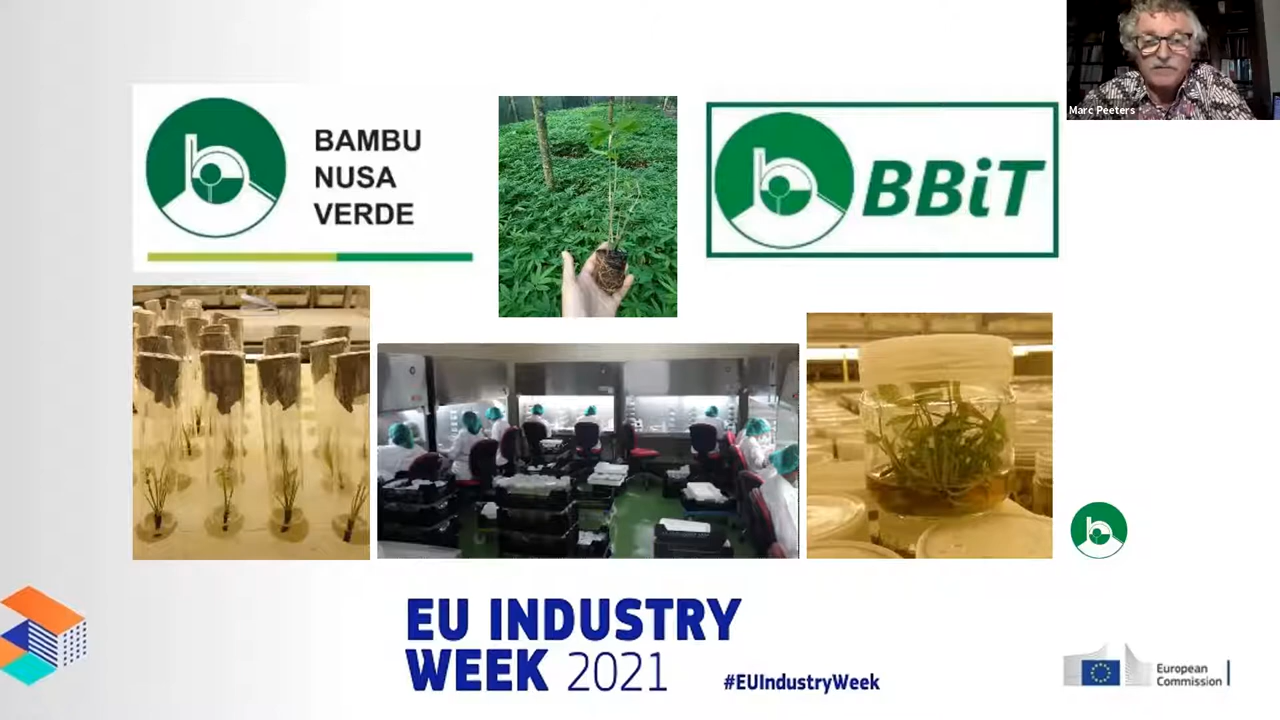 Marc Peeters
BAMBU
NUSA
VERDE
BBiT
EU INDUSTRY
WEEK 2021
#EUIndustryWeek
European
Commission